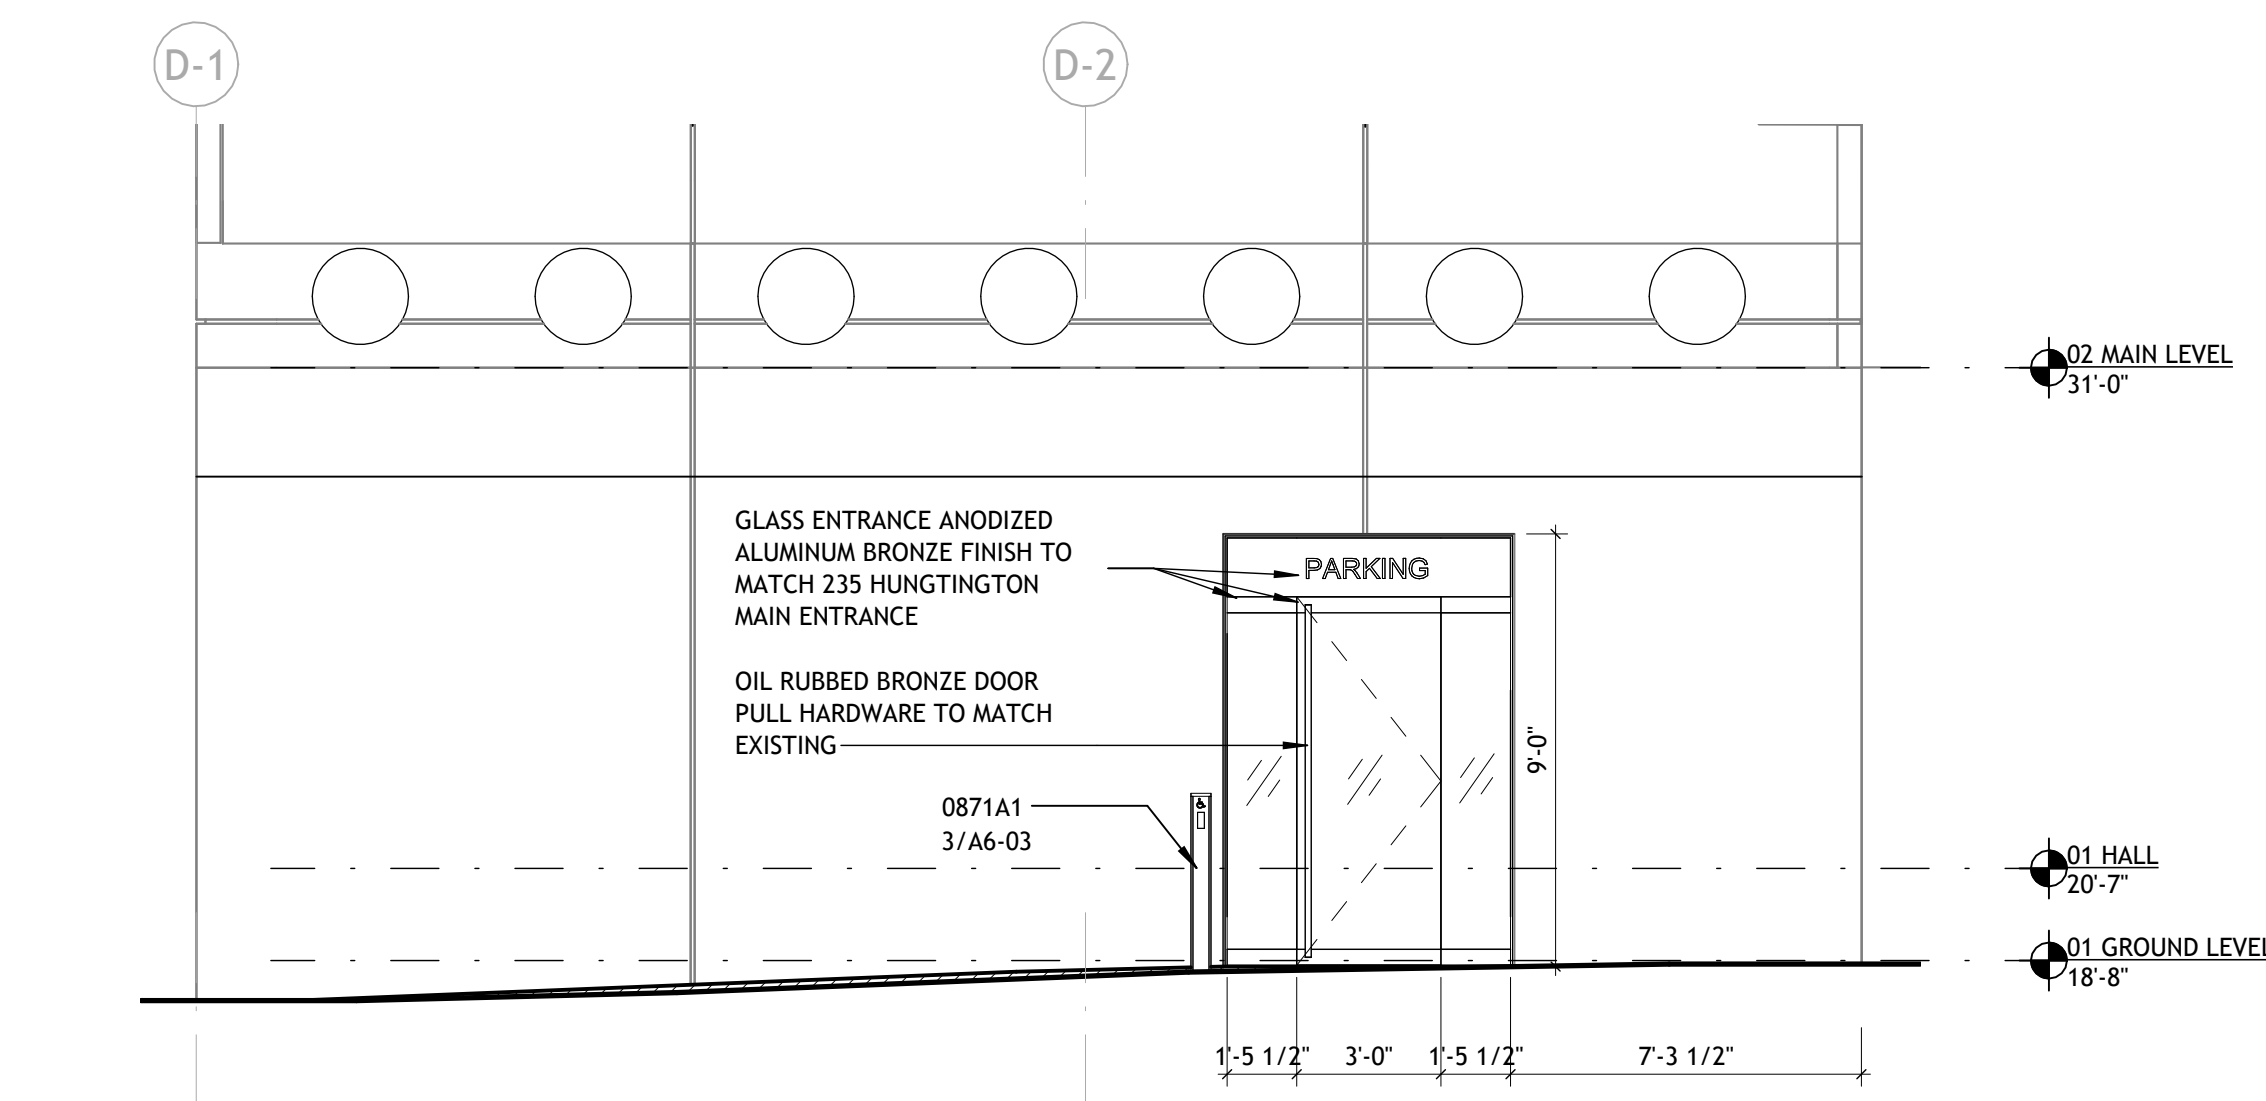 D-1
D-2
02 MAIN LEVEL
31'-0"
GLASS ENTRANCE ANODIZED
ALUMINUM BRONZE FINISH TO
MATCH 235 HUNGTINGTON
MAIN ENTRANCE
PARKING
OIL RUBBED BRONZE DOOR
PULL HARDWARE TO MATCH
EXISTING
9'-0"
0871A1
3/A6-03
01 HALL
20'-7"
01 GROUND LEVEL
18'-8"
1'-5 1/2"
3'-0"
1'-5 1/2"
7'-3 1/2"